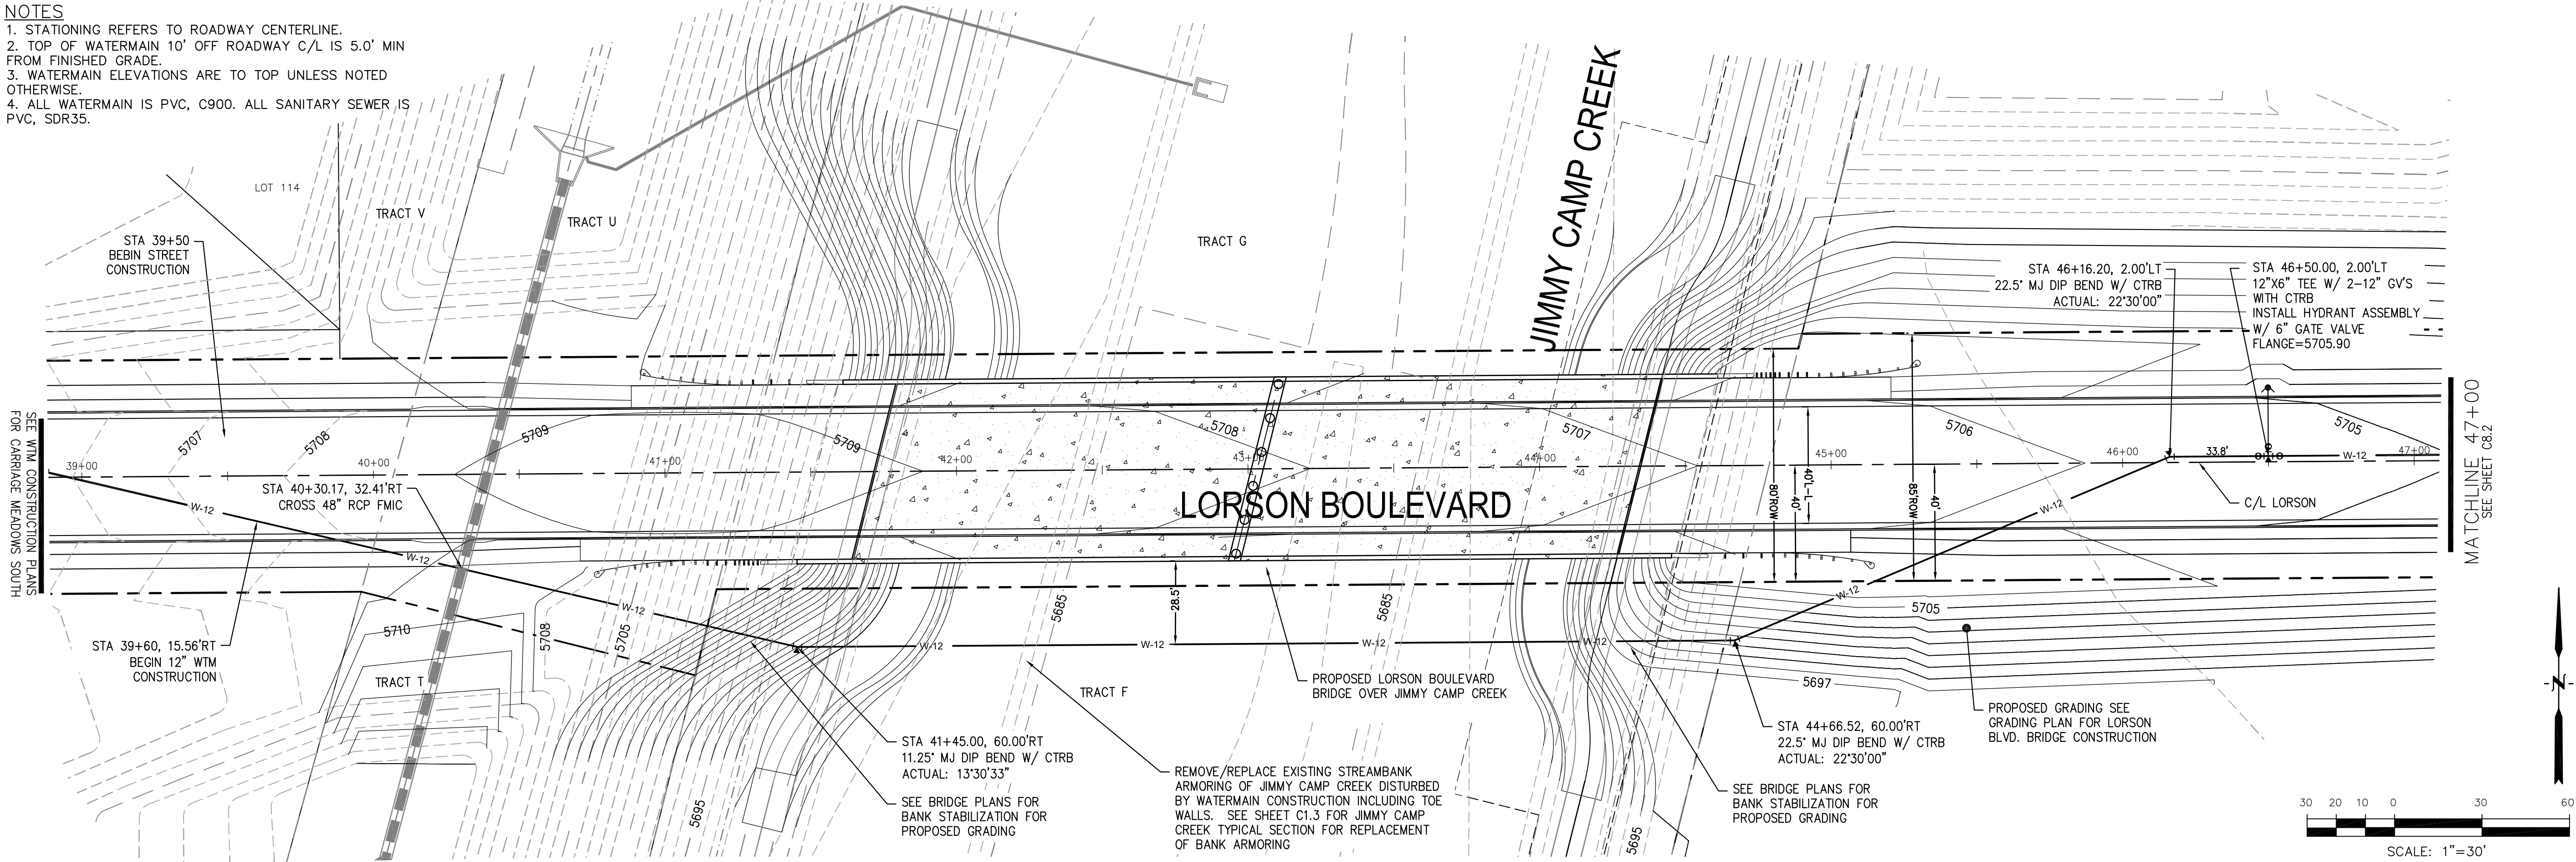 NOTES
1. STATIONING REFERS TO ROADWAY CENTERLINE.
2. TOP OF WATERMAIN 10' OFF ROADWAY C/L IS 5.0' MIN
FROM FINISHED GRADE.
3. WATERMAIN ELEVATIONS ARE TO TOP UNLESS NOTED
OTHERWISE.
4. ALL WATERMAIN IS PVC, C900. ALL SANITARY SEWER IS
PVC, SDR35.
LOT 114
TRACT V
TRACT U
TRACT G
JIMMY CAMP CREEK
STA 39+50
BEBIN STREET
CONSTRUCTION
STA 46+16.20, 2.00'LT
22.5° MJ DIP BEND W/ CTRB
ACTUAL: 22°30'00"
STA 46+50.00, 2.00'LT
12"X6" TEE W/ 2-12" GV'S
WITH CTRB
INSTALL HYDRANT ASSEMBLY
W/ 6" GATE VALVE
FLANGE=5705.90
SEE WTM CONSTRUCTION PLANS
FOR CARRIAGE MEADOWS SOUTH
5707
5708
5709
5709
5708
5707
5706
5705
39+00
40+00
41+00
42+00
43+00
44+00
45+00
46+00
47+00
33.8'
W-12
MATCHLINE 47+00
SEE SHEET C8.2
STA 40+30.17, 32.41'RT
CROSS 48" RCP FMIC
LORSON BOULEVARD
80'ROW
40'
40'L-L
85'ROW
40'
C/L LORSON
W-12
W-12
W-12
W-12
W-12
W-12
W-12
W-12
W-12
W-12
28.5'
STA 39+60, 15.56'RT
BEGIN 12" WTM
CONSTRUCTION
5710
5708
5705
5685
5685
5705
5697
5695
5695
TRACT T
TRACT F
PROPOSED LORSON BOULEVARD
BRIDGE OVER JIMMY CAMP CREEK
STA 41+45.00, 60.00'RT
11.25° MJ DIP BEND W/ CTRB
ACTUAL: 13°30'33"
SEE BRIDGE PLANS FOR
BANK STABILIZATION FOR
PROPOSED GRADING
REMOVE/REPLACE EXISTING STREAMBANK
ARMORING OF JIMMY CAMP CREEK DISTURBED
BY WATERMAIN CONSTRUCTION INCLUDING TOE
WALLS. SEE SHEET C1.3 FOR JIMMY CAMP
CREEK TYPICAL SECTION FOR REPLACEMENT
OF BANK ARMORING
STA 44+66.52, 60.00'RT
22.5° MJ DIP BEND W/ CTRB
ACTUAL: 22°30'00"
SEE BRIDGE PLANS FOR
BANK STABILIZATION FOR
PROPOSED GRADING
PROPOSED GRADING SEE
GRADING PLAN FOR LORSON
BLVD. BRIDGE CONSTRUCTION
N
30 20 10 0 30 60
SCALE: 1"=30'